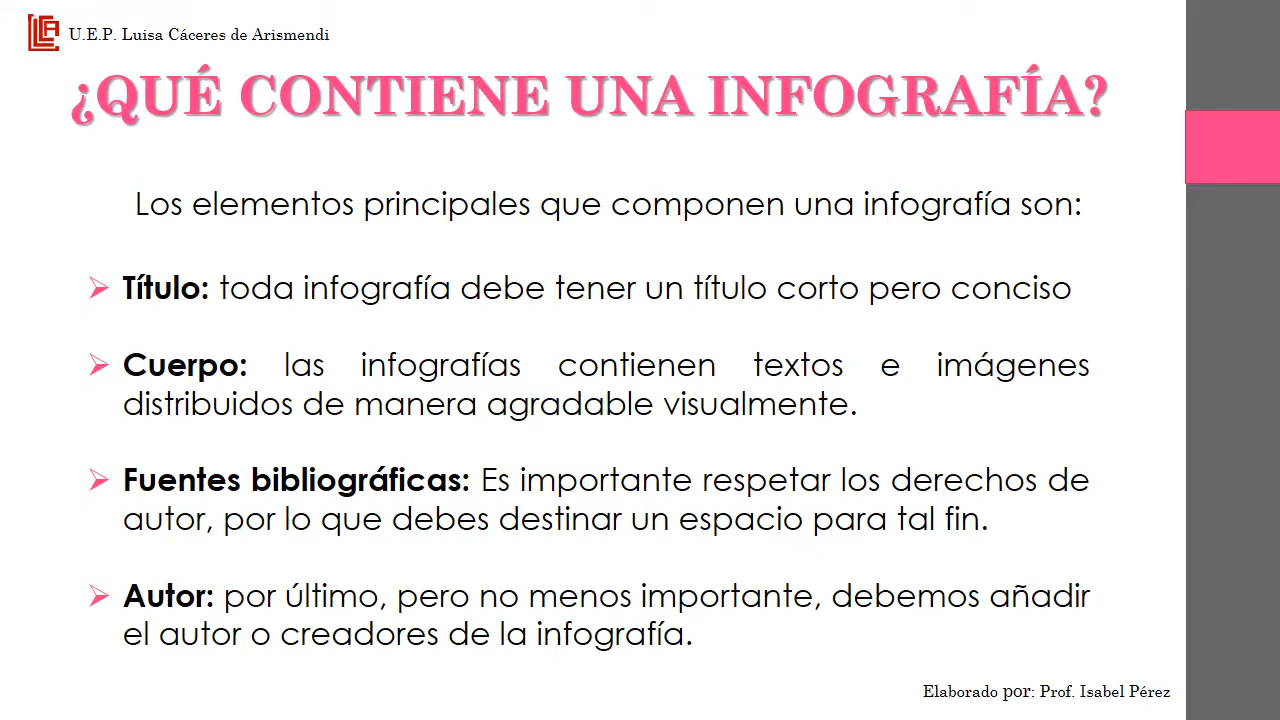 U.E.P. Luisa Cáceres de Arismendi
¿QUÉ CONTIENE UNA INFOGRAFÍA?
Los elementos principales que componen una infografía son:
Título: toda infografía debe tener un título corto pero conciso
Cuerpo: las infografías contienen textos e imágenes
distribuidos de manera agradable visualmente.
Fuentes bibliográficas: Es importante respetar los derechos de
autor, por lo que debes destinar un espacio para tal fin.
Autor: por último, pero no menos importante, debemos añadir
el autor o creadores de la infografía.
Elaborado por: Prof. Isabel Pérez